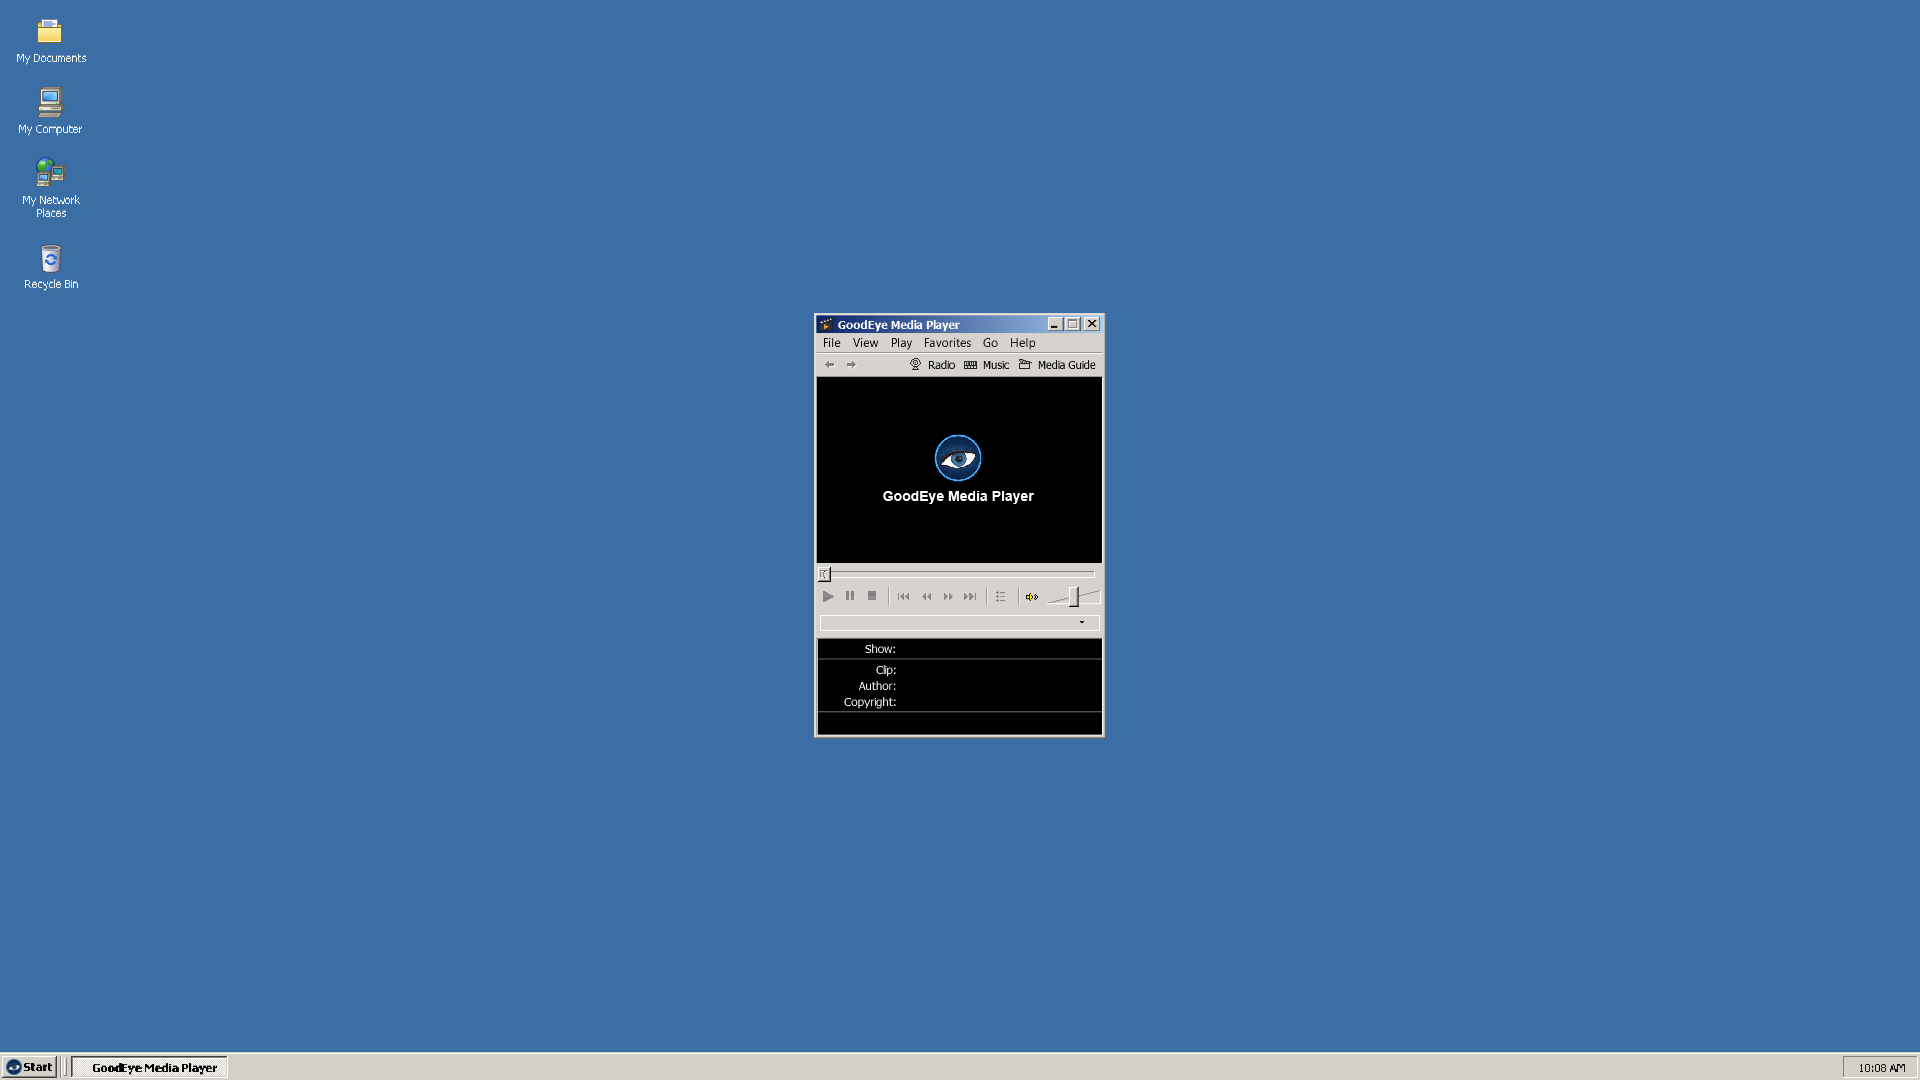 My Documents
My Computer
My Network
Places
Recycle Bin
GoodEye Media Player
File View Play Favorites Go Help
Radio Music Media Guide
GoodEye Media Player
Show:
Clip:
Author:
Copyright:
Start GoodEye Media Player 10:08 AM